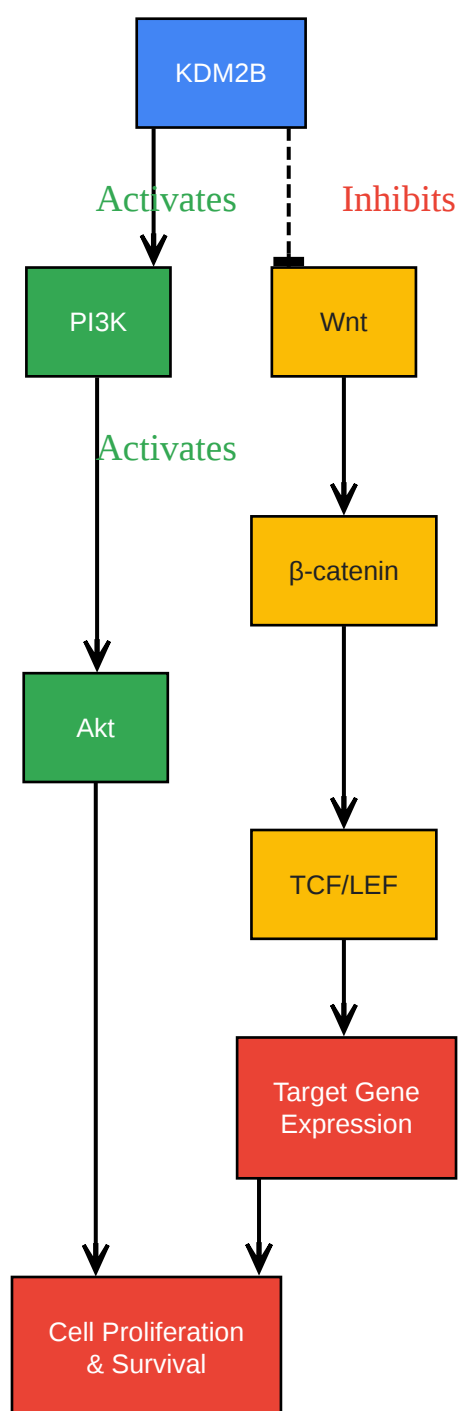 KDM2B
Activates
Inhibits
PI3K
Wnt
Activates
β-catenin
Akt
TCF/LEF
Target Gene
Expression
Cell Proliferation
& Survival